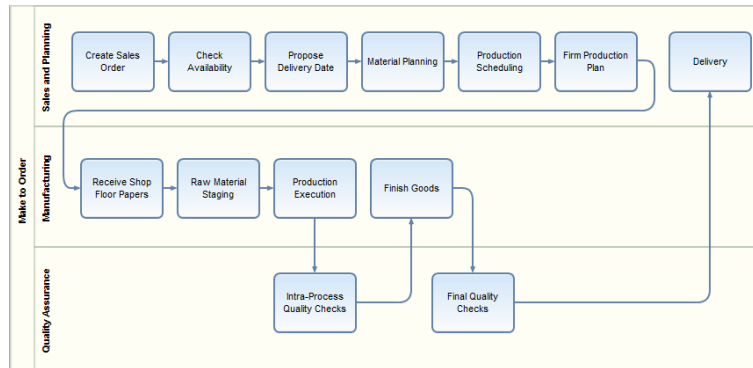 Make to Order
Sales and Planning
Create Sales
Order
Check
Availability
Propose
Delivery Date
Material Planning
Production
Scheduling
Firm Production
Plan
Delivery
Manufacturing
Receive Shop
Floor Papers
Raw Material
Staging
Production
Execution
Finish Goods
Quality Assurance
Intra-Process
Quality Checks
Final Quality
Checks